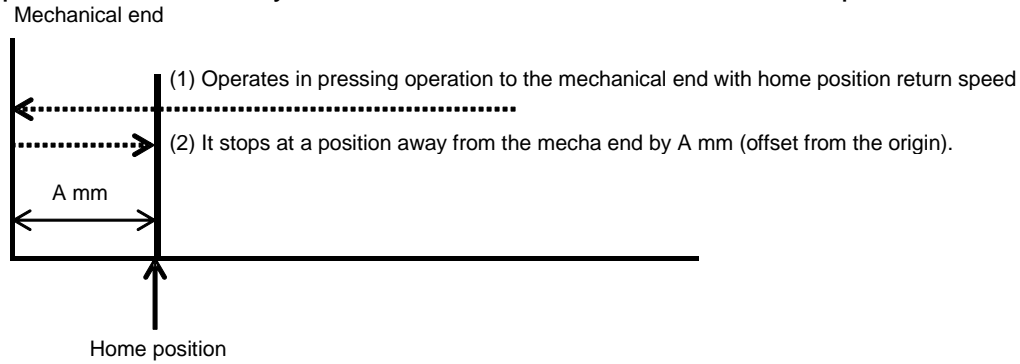 Mechanical end
(1) Operates in pressing operation to the mechanical end with home position return speed
(2) It stops at a position away from the mecha end by A mm (offset from the origin).
A mm
Home position